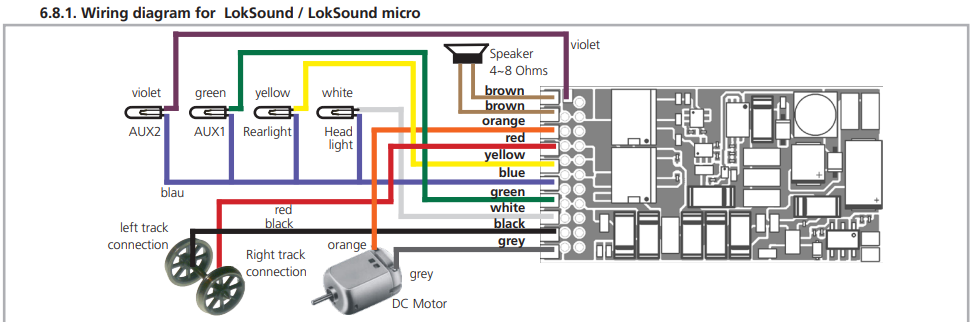 6.8.1. Wiring diagram for LokSound / LokSound micro
violet
Speaker
4~8 Ohms
violet
green
yellow
white
brown
brown
orange
red
yellow
blue
green
white
black
grey
AUX2
AUX1
Rearlight
Head
light
blau
red
black
left track
connection
Right track
connection
orange
grey
DC Motor
+
+